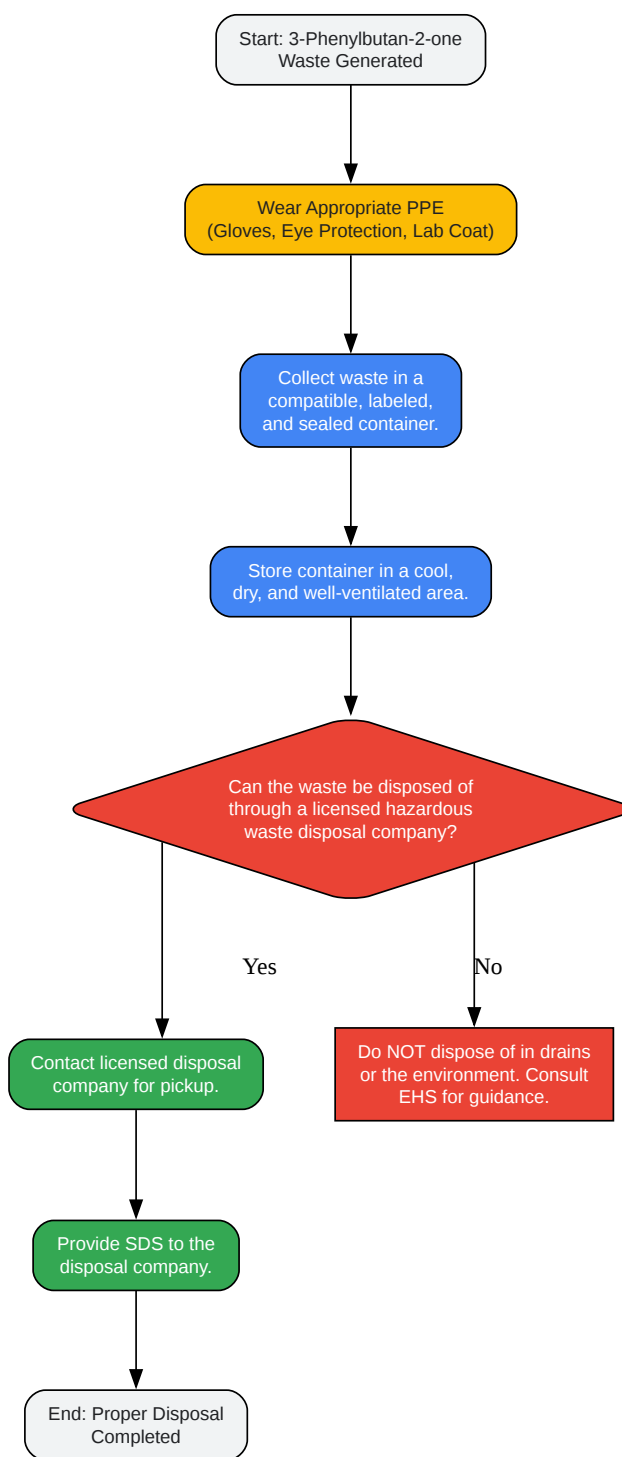 Start: 3-Phenylbutan-2-one
Waste Generated
Wear Appropriate PPE
(Gloves, Eye Protection, Lab Coat)
Collect waste in a
compatible, labeled,
and sealed container.
Store container in a cool,
dry, and well-ventilated area.
Can the waste be disposed of
through a licensed hazardous
waste disposal company?
Yes
No
Contact licensed disposal
company for pickup.
Do NOT dispose of in drains
or the environment. Consult
EHS for guidance.
Provide SDS to the
disposal company.
End: Proper Disposal
Completed